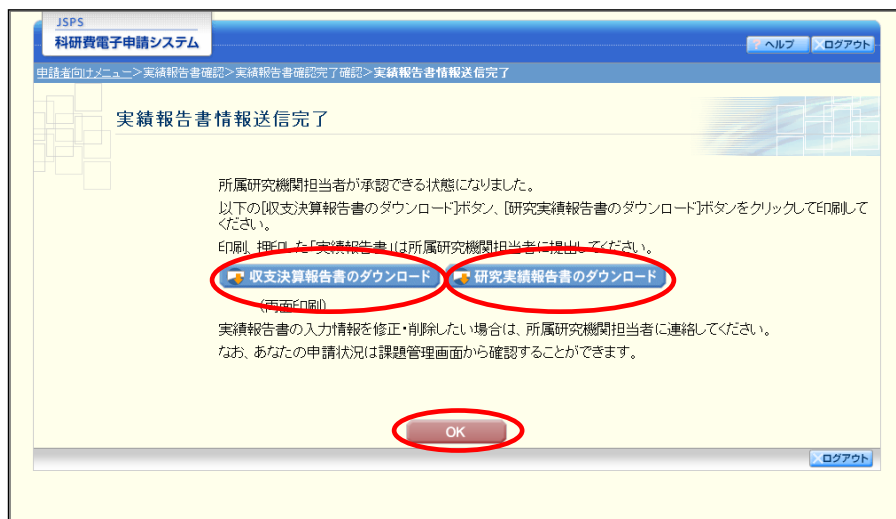 JSPS
科研費電子申請システム
? ヘルプ
ログアウト
申請者向けメニュー>実績報告書確認>実績報告書確認完了確認>実績報告書情報送信完了
実績報告書情報送信完了
所属研究機関担当者が承認できる状態になりました。
以下の[収支決算報告書のダウンロード]ボタン、[研究実績報告書のダウンロード]ボタンをクリックして印刷して
ください。
印刷、押印した「実績報告書」は所属研究機関担当者に提出してください。
収支決算報告書のダウンロード
研究実績報告書のダウンロード
(両面印刷)
実績報告書の入力情報を修正・削除したい場合は、所属研究機関担当者に連絡してください。
なお、あなたの申請状況は課題管理画面から確認することができます。
OK
ログアウト